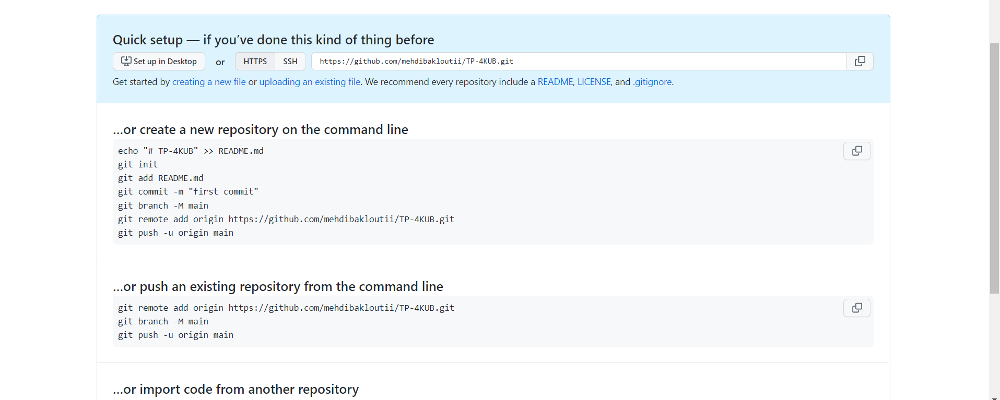 Quick setup — if you’ve done this kind of thing before
Set up in Desktop or HTTPS SSH https://github.com/mehdibakloutii/TP-4KUB.git
Get started by creating a new file or uploading an existing file. We recommend every repository include a README, LICENSE, and .gitignore.
…or create a new repository on the command line
echo "# TP-4KUB" >> README.md
git init
git add README.md
git commit -m "first commit"
git branch -M main
git remote add origin https://github.com/mehdibakloutii/TP-4KUB.git
git push -u origin main
…or push an existing repository from the command line
git remote add origin https://github.com/mehdibakloutii/TP-4KUB.git
git branch -M main
git push -u origin main
…or import code from another repository